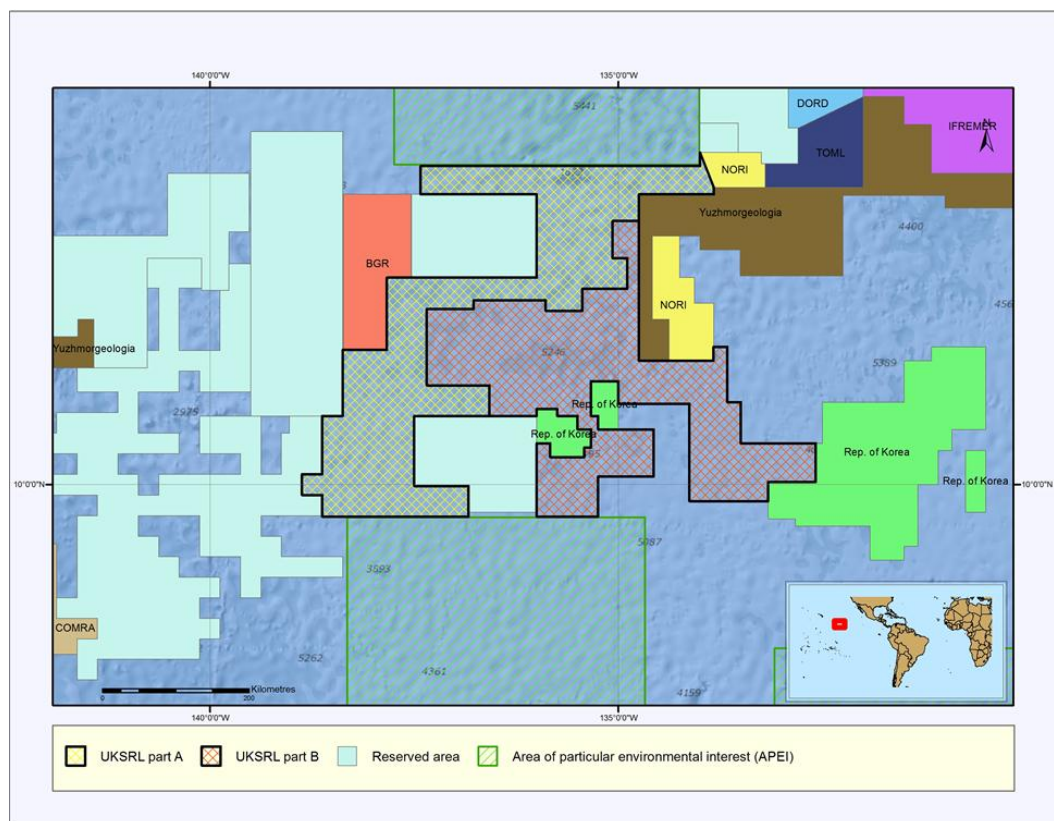 140°0'0"W
135°0'0"W
5441
DORD
IFREMER
N
TOML
NORI
Yuzhmorgeologia
4400
BGR
NORI
Yuzhmorgeologia
5246
5389
2975
Rep. of Korea
Rep. of Korea
Rep. of Korea
Rep. of Korea
10°0'0"N
10°0'0"N
5087
3893
COMRA
5262
4361
4159
Kilometres
0
200
140°0'0"W
135°0'0"W
UKSRL part A
UKSRL part B
Reserved area
Area of particular environmental interest (APEI)